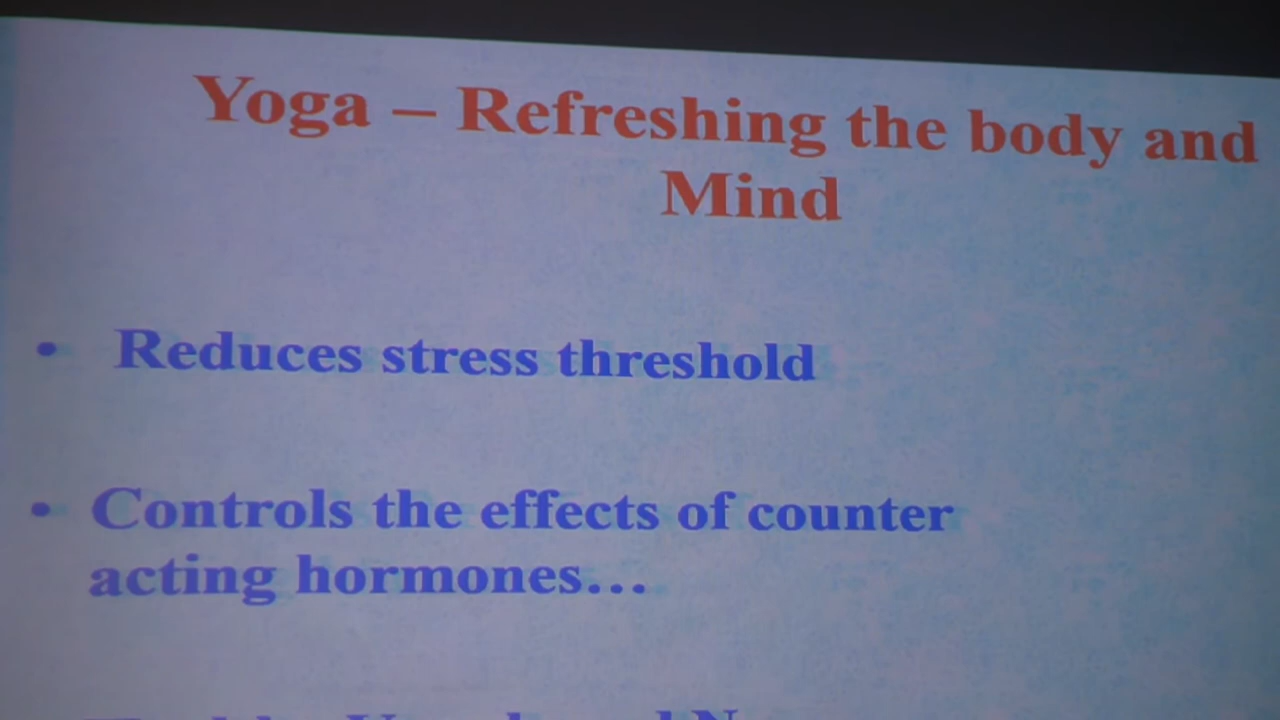 Yoga – Refreshing the body and
Mind
• Reduces stress threshold
• Controls the effects of counter
acting hormones...